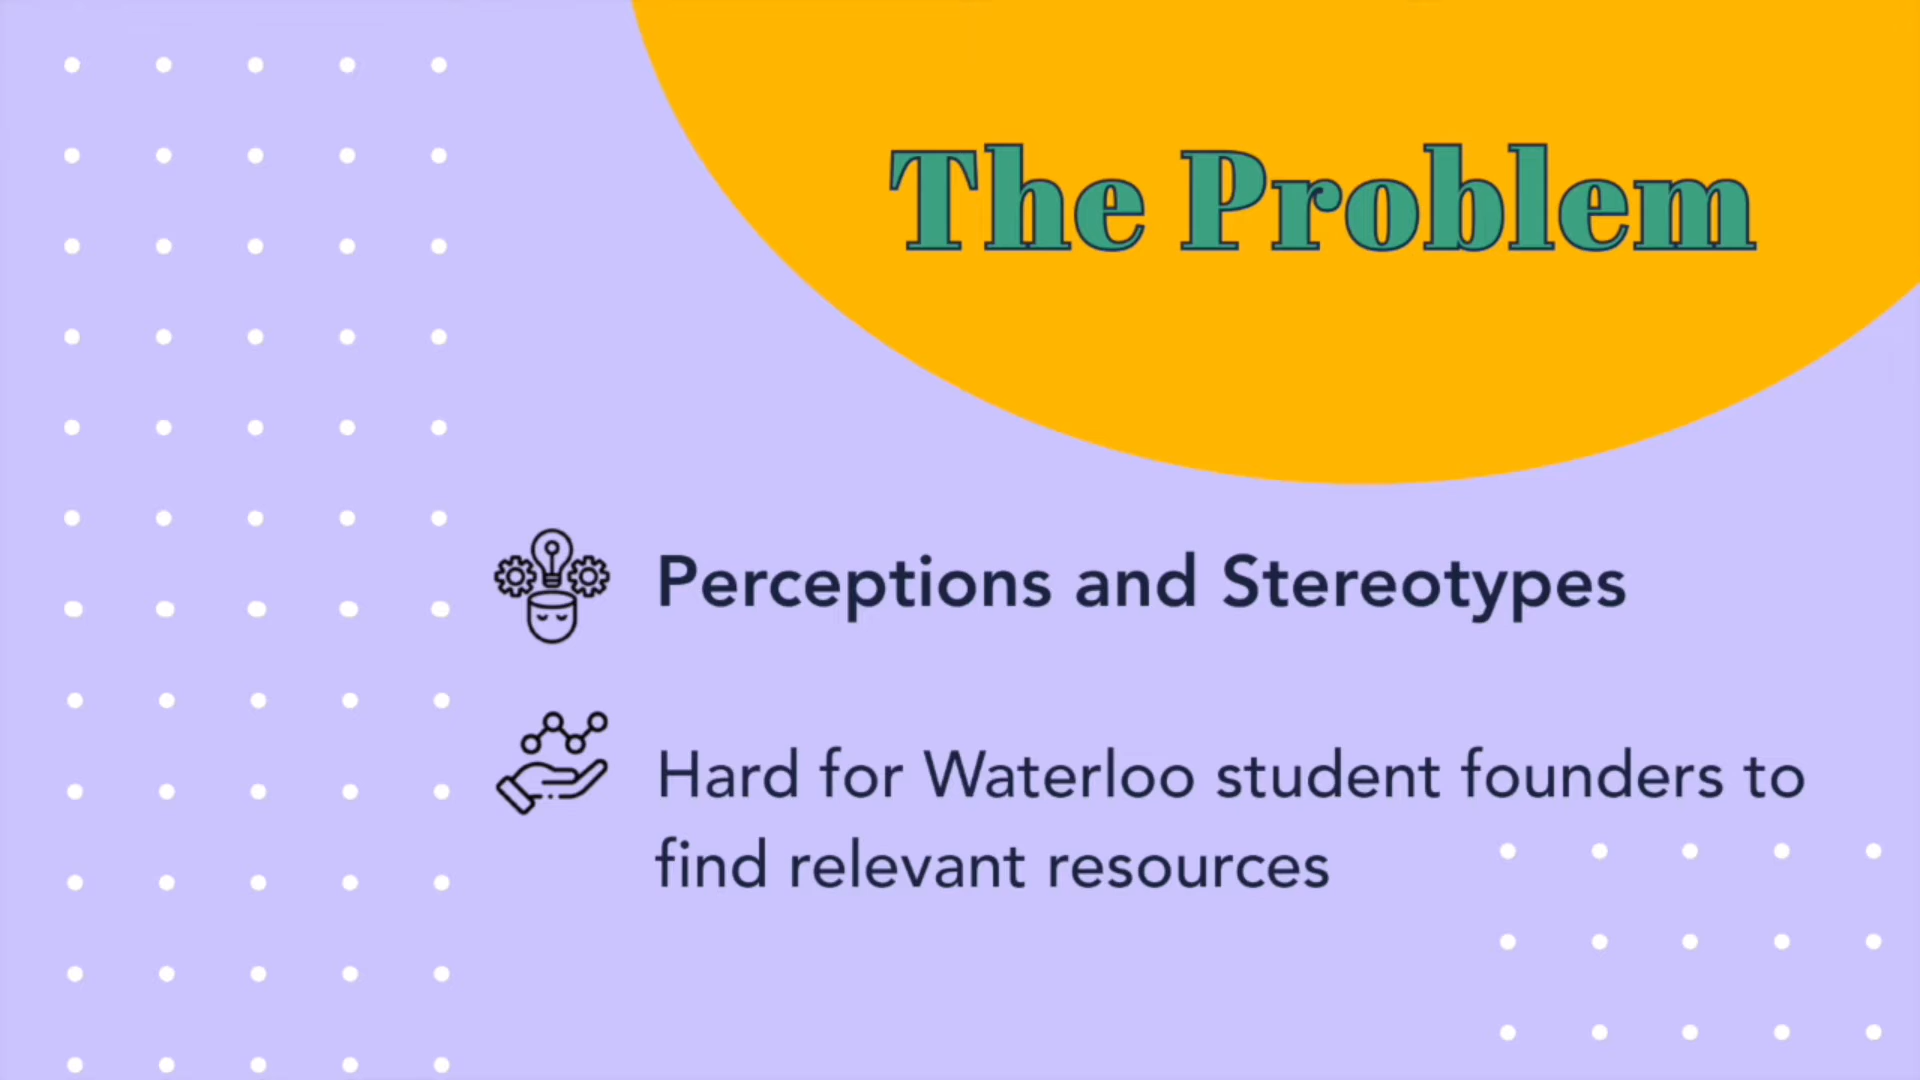 The Problem
Perceptions and Stereotypes
Hard for Waterloo student founders to
find relevant resources